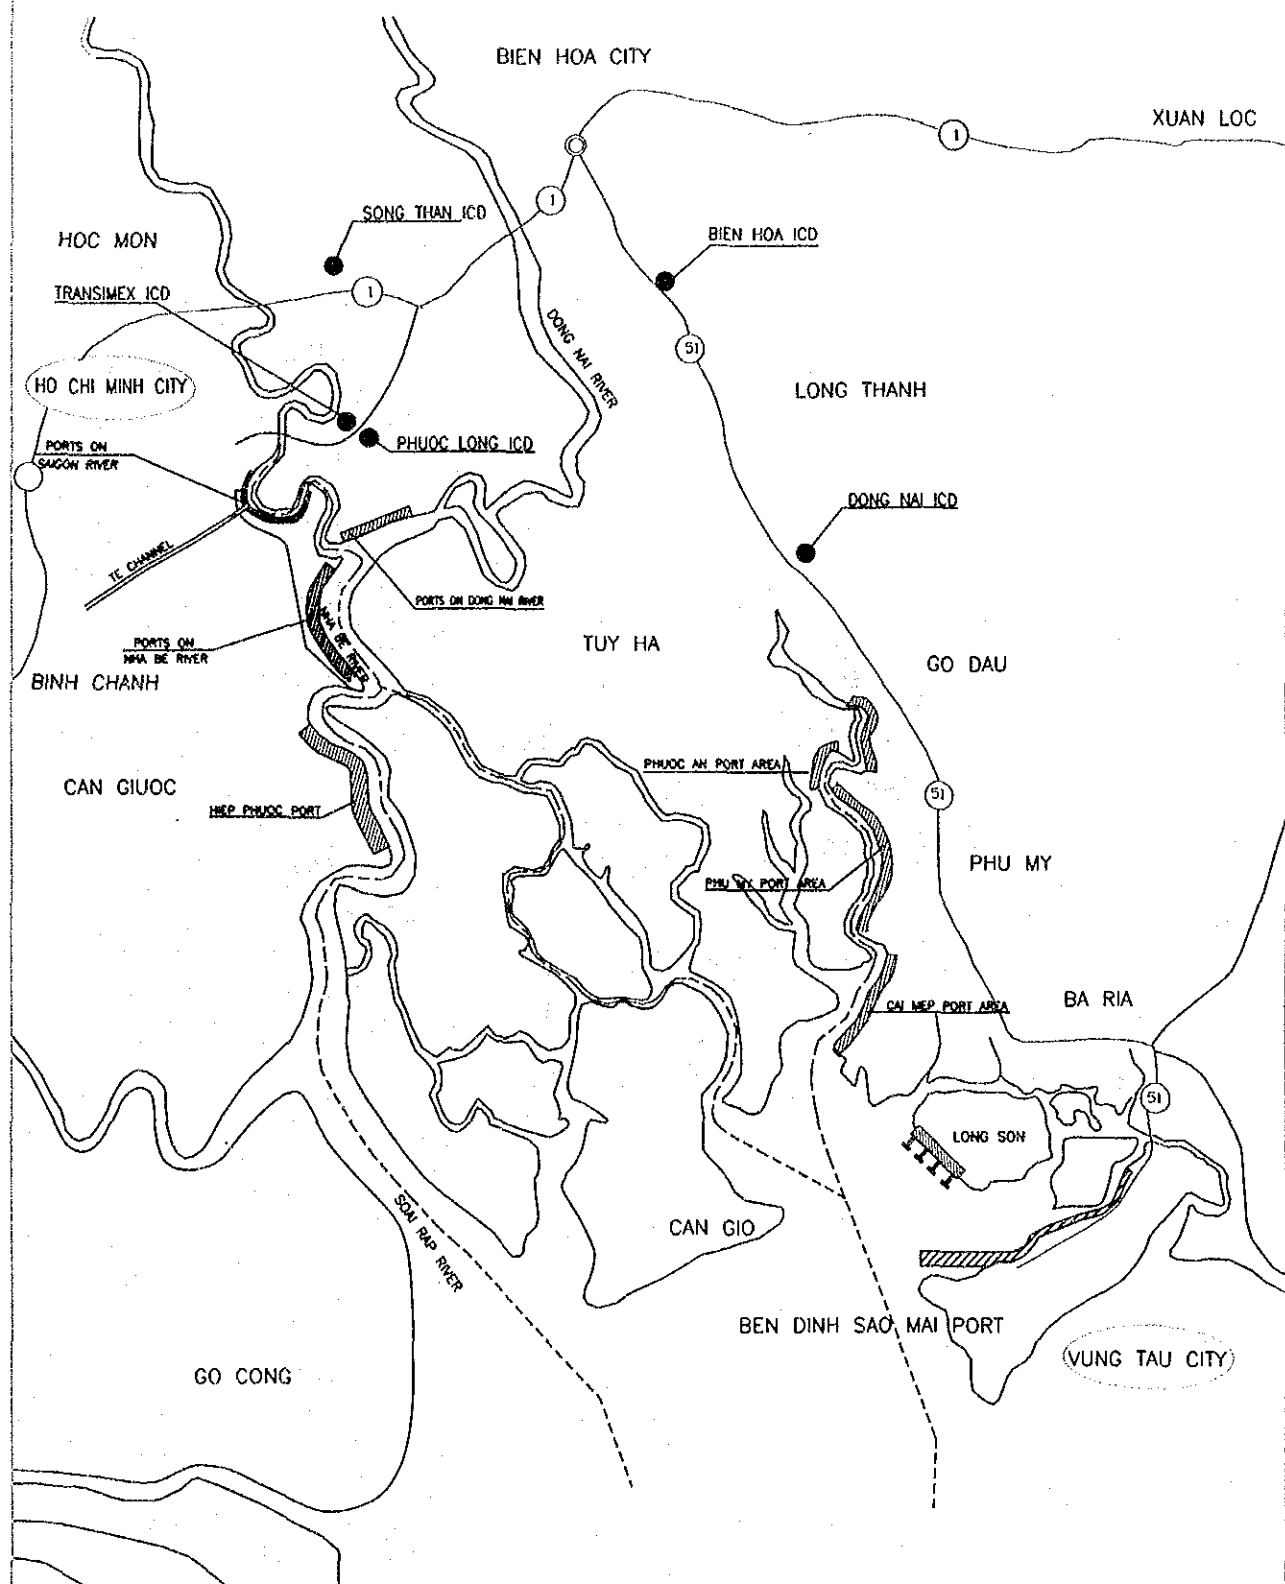 BIEN HOA CITY
XUAN LOC
1
1
SONG THAN ICD
BIEN HOA ICD
HOC MON
TRANSIMEX ICD
1
DONG NAI RIVER
51
HO CHI MINH CITY
LONG THANH
PORTS ON
SAIGON RIVER
PHUOC LONG ICD
DONG NAI ICD
TE CHANNEL
PORTS ON DONG NAI RIVER
NHA BE RIVER
PORTS ON
NHA BE RIVER
TUY HA
GO DAU
BINH CHANH
PHUOC AN PORT AREA
CAN GIUOC
HIEP PHUOC PORT
51
PHU MY
PHU MY PORT AREA
CAI MEP PORT AREA
BA RIA
51
LONG SON
SOAI RAP RIVER
CAN GIO
BEN DINH SAO MAI PORT
VUNG TAU CITY
GO CONG